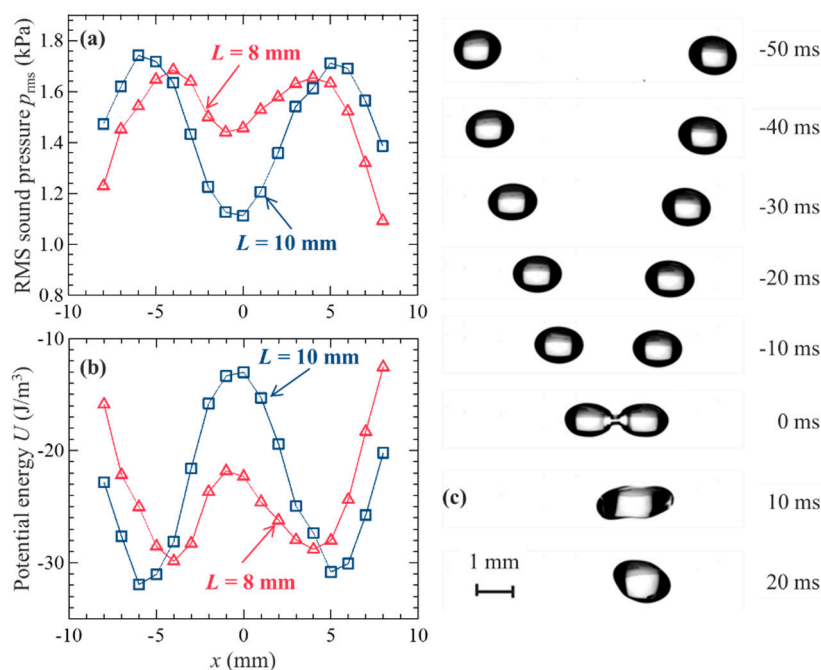 (a)
RMS sound pressure p_rms (kPa)
1.8
1.6
1.4
1.2
1.0
0.8
L = 8 mm
L = 10 mm
-10
-5
0
5
10
(b)
Potential energy U (J/m³)
-10
-20
-30
L = 10 mm
L = 8 mm
-10
-5
0
5
10
x (mm)
-50 ms
-40 ms
-30 ms
-20 ms
-10 ms
0 ms
(c)
10 ms
1 mm
20 ms